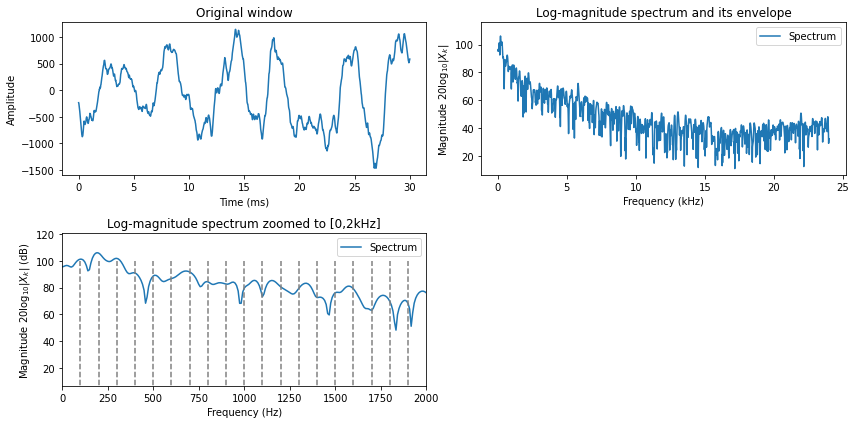 Original window
1000
500
0
−500
−1000
−1500
Amplitude
0 5 10 15 20 25 30
Time (ms)
Log-magnitude spectrum and its envelope
Spectrum
100
80
60
40
20
Magnitude 20log₁₀|Xₖ|
0 5 10 15 20 25
Frequency (kHz)
Log-magnitude spectrum zoomed to [0,2kHz]
Spectrum
120
100
80
60
40
20
Magnitude 20log₁₀|Xₖ| (dB)
0 250 500 750 1000 1250 1500 1750 2000
Frequency (Hz)